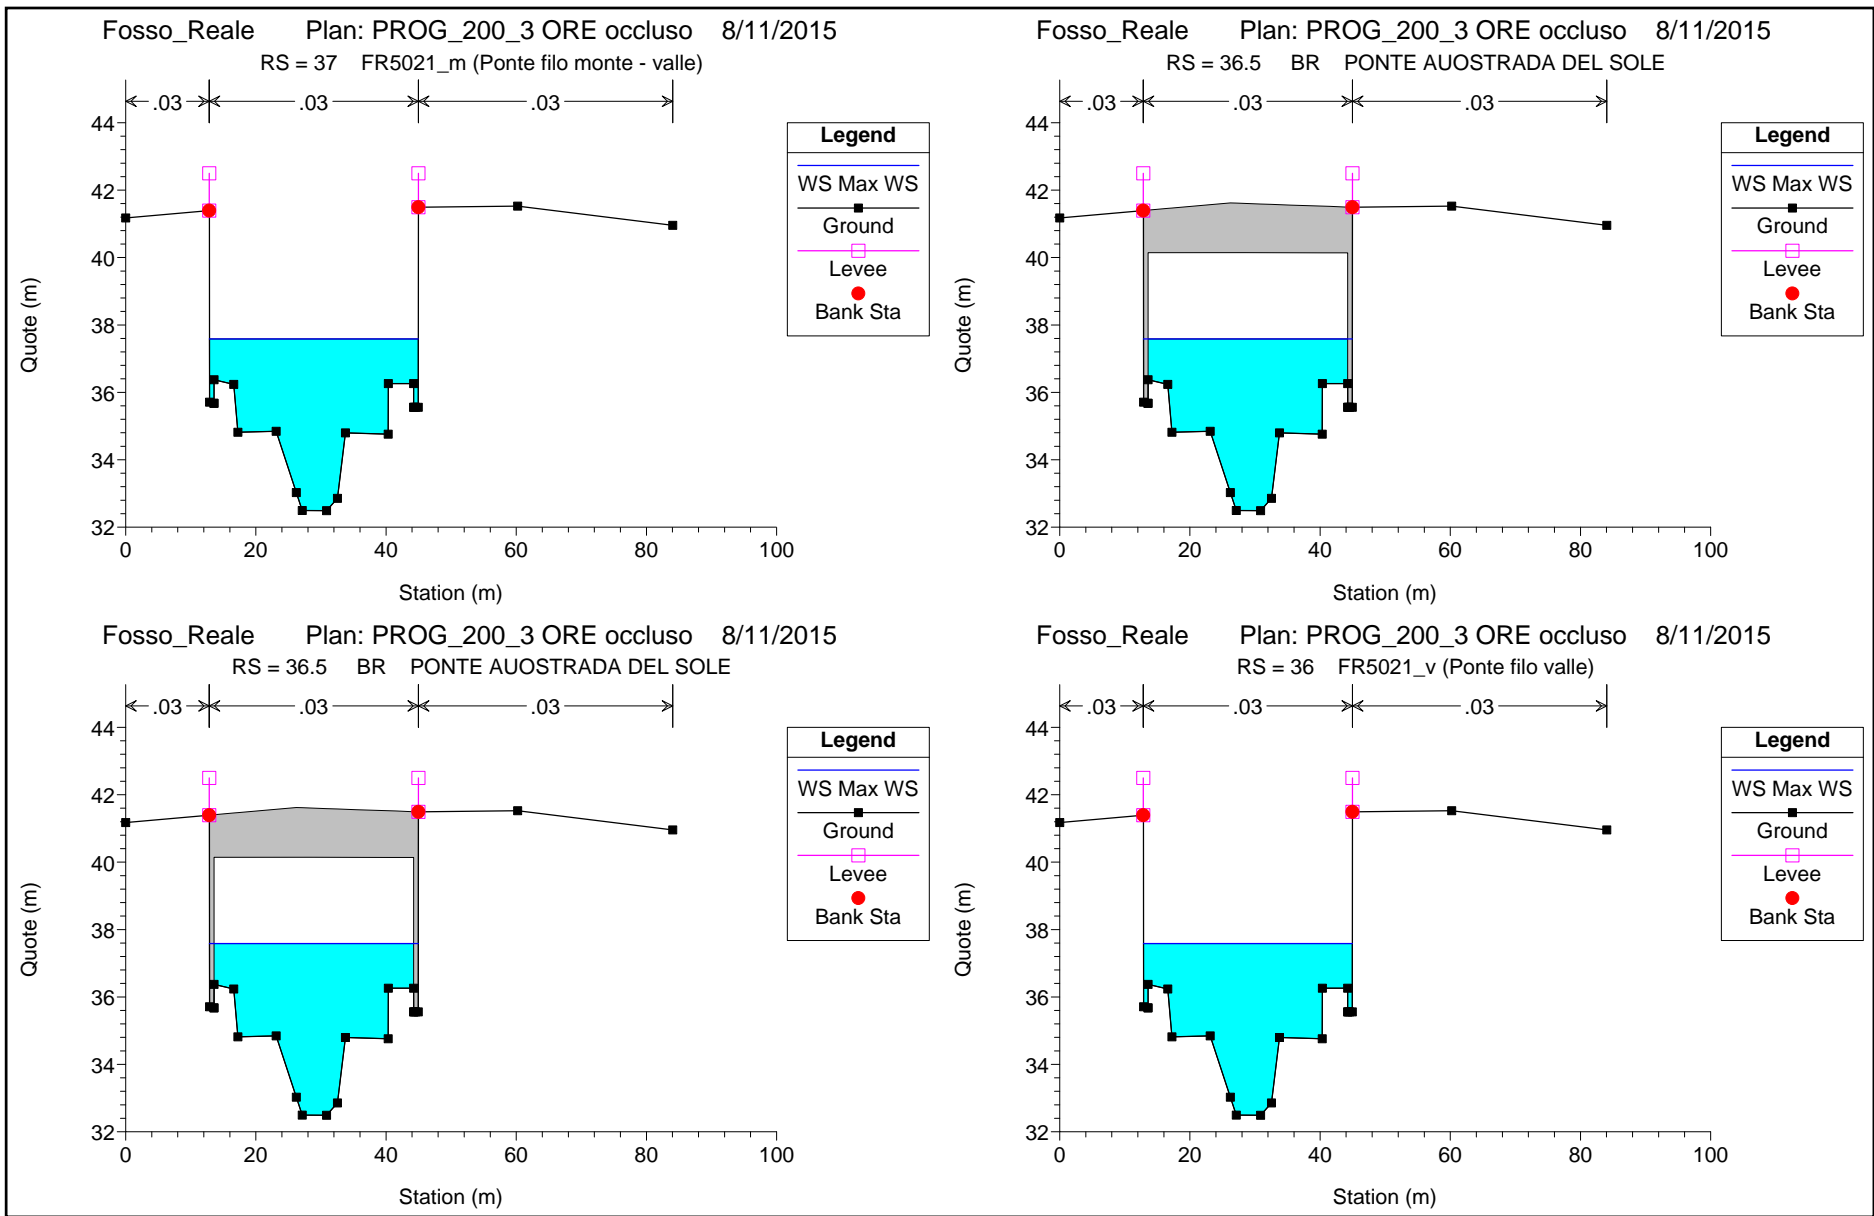 Fosso_Reale Plan: PROG_200_3 ORE occluso 8/11/2015
RS = 37 FR5021_m (Ponte filo monte - valle)
.03 .03 .03
44
42
40
38
36
34
32
Quote (m)
0 20 40 60 80 100
Station (m)
Legend
WS Max WS
Ground
Levee
Bank Sta
Fosso_Reale Plan: PROG_200_3 ORE occluso 8/11/2015
RS = 36.5 BR PONTE AUOSTRADA DEL SOLE
.03 .03 .03
44
42
40
38
36
34
32
Quote (m)
0 20 40 60 80 100
Station (m)
Legend
WS Max WS
Ground
Levee
Bank Sta
Fosso_Reale Plan: PROG_200_3 ORE occluso 8/11/2015
RS = 36.5 BR PONTE AUOSTRADA DEL SOLE
.03 .03 .03
44
42
40
38
36
34
32
Quote (m)
0 20 40 60 80 100
Station (m)
Legend
WS Max WS
Ground
Levee
Bank Sta
Fosso_Reale Plan: PROG_200_3 ORE occluso 8/11/2015
RS = 36 FR5021_v (Ponte filo valle)
.03 .03 .03
44
42
40
38
36
34
32
Quote (m)
0 20 40 60 80 100
Station (m)
Legend
WS Max WS
Ground
Levee
Bank Sta